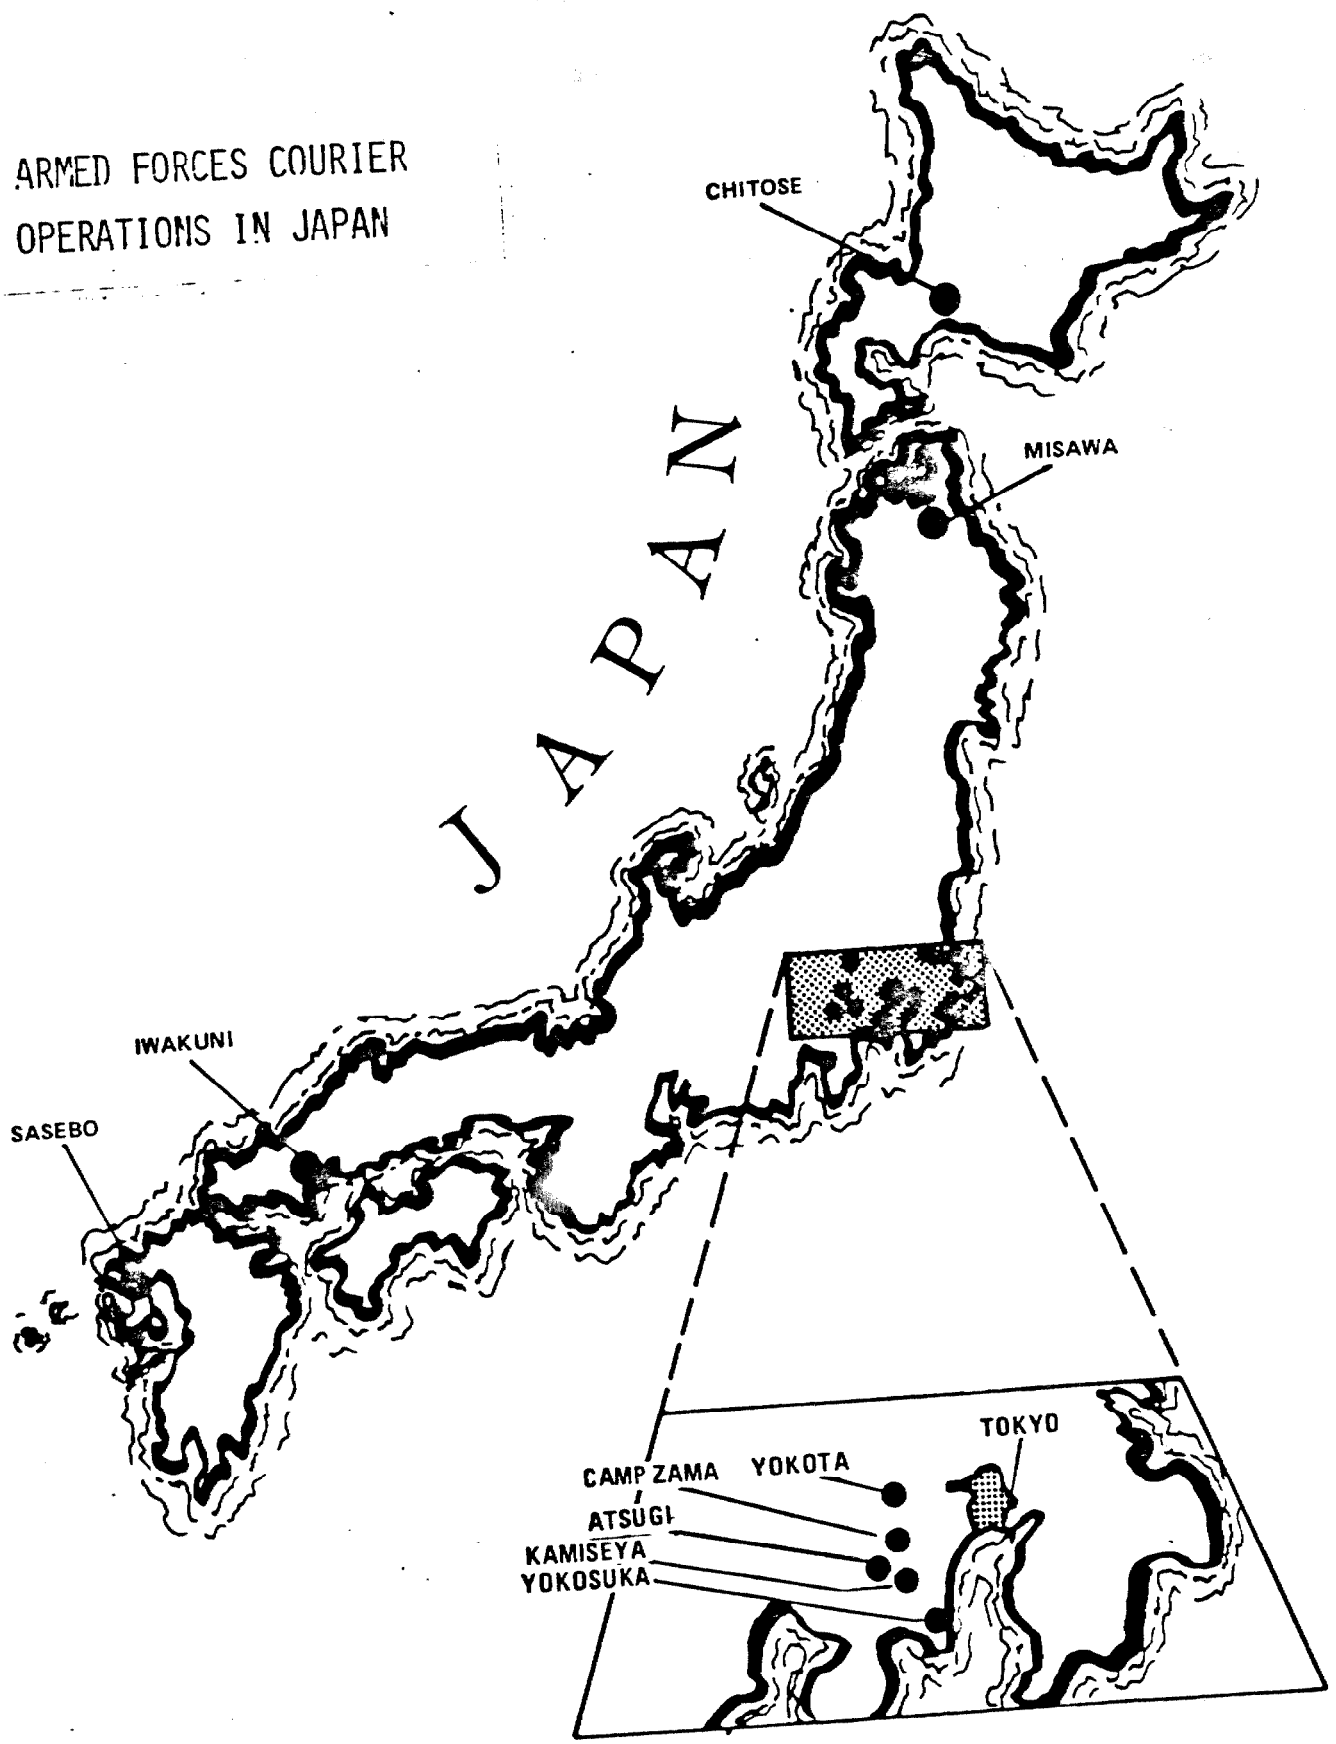 ARMED FORCES COURIER
OPERATIONS IN JAPAN
CHITOSE
MISAWA
JAPAN
IWAKUNI
SASEBO
TOKYO
CAMP ZAMA YOKOTA
ATSUGI
KAMISEYA
YOKOSUKA